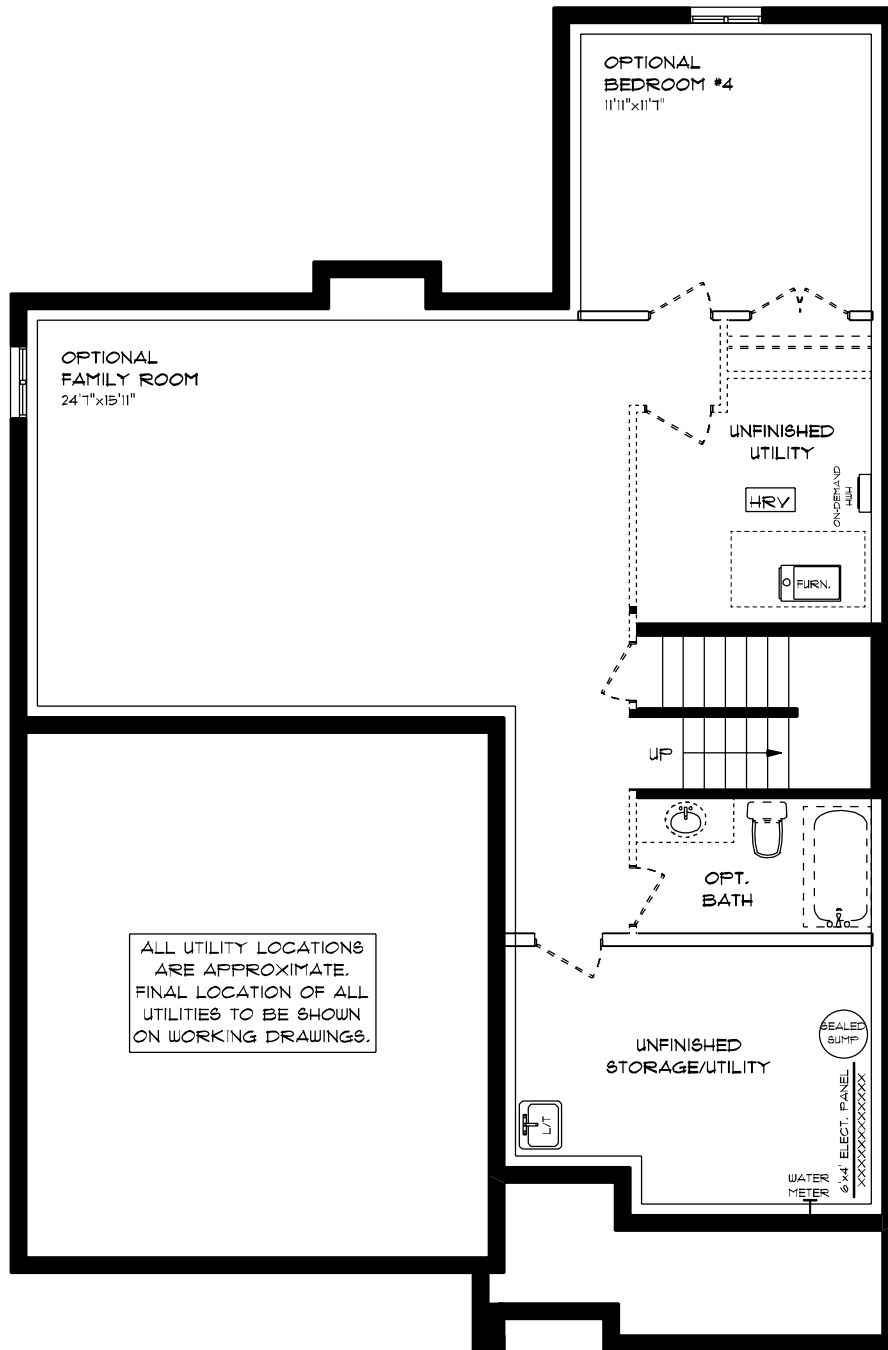 OPTIONAL
BEDROOM #4
11'11"x11'7"
OPTIONAL
FAMILY ROOM
24'7"x15'11"
UNFINISHED
UTILITY
ON-DEMAND
HWH
HRV
FURN.
UP
OPT.
BATH
ALL UTILITY LOCATIONS
ARE APPROXIMATE.
FINAL LOCATION OF ALL
UTILITIES TO BE SHOWN
ON WORKING DRAWINGS.
SEALED
SUMP
UNFINISHED
STORAGE/UTILITY
L/T
6'x4' ELECT. PANEL
XXXXXXXXXXXXX
WATER
METER